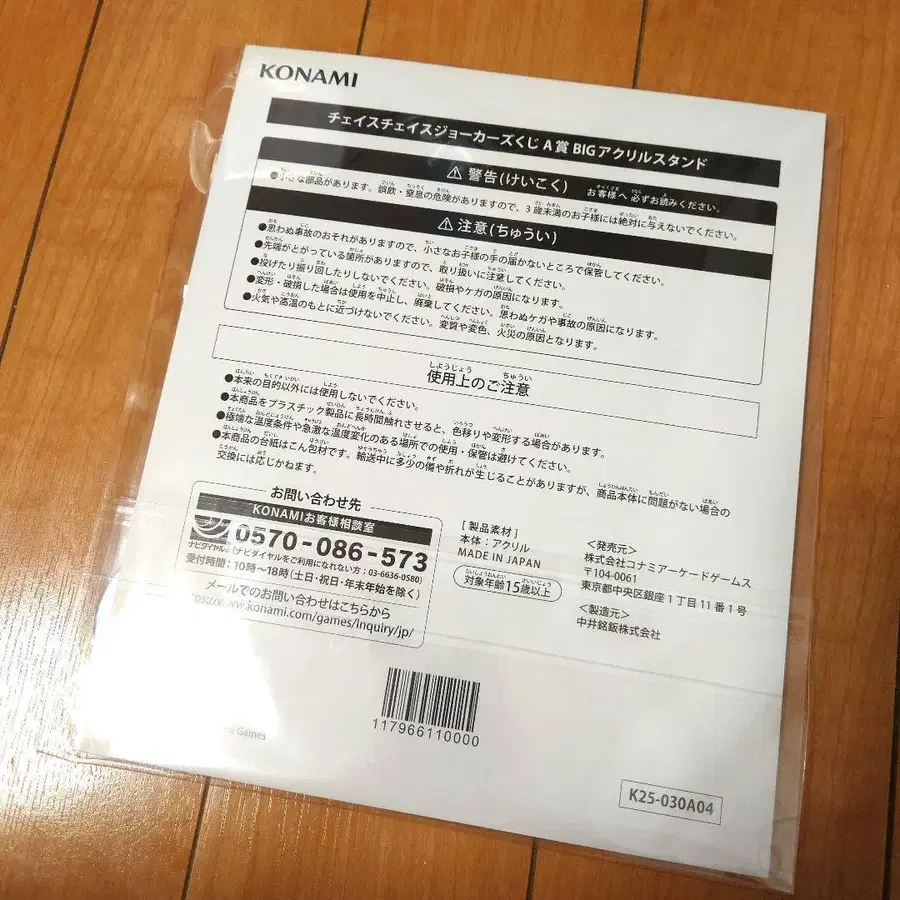 KONAMI
チェイスチェイスジョーカーズくじ A賞 BIGアクリルスタンド
⚠ 警告(けいこく) お客様へ 必ずお読みください。
●小さな部品があります。誤飲・窒息の危険がありますので、3歳未満のお子様には絶対に与えないでください。
⚠ 注意(ちゅうい)
●思わぬ事故のおそれがありますので、小さなお子様の手の届かないところで保管してください。
●先端がとがっている箇所がありますので、取り扱いに注意してください。
●投げたり振り回したりしないでください。破損やケガの原因になります。
●変形・破損した場合は使用を中止し、廃棄してください。思わぬケガや事故の原因になります。
●火気や高温のもとに近づけないでください。変質や変色、火災の原因となります。
使用上のご注意
●本来の目的以外には使用しないでください。
●本商品をプラスチック製品に長時間触れさせると、色移りや変形する場合があります。
●極端な温度条件や急激な温度変化のある場所での使用・保管は避けてください。
●本商品の台紙はこん包材です。輸送中に多少の傷や折れが生じることがありますが、商品本体に問題がない場合の
交換には応じかねます。
お問い合わせ先
KONAMIお客様相談室
ナビダイヤル® 0570-086-573
(ナビダイヤルをご利用になれない方:03-6636-0580)
受付時間:10時～18時(土日・祝日・年末年始を除く)
メールでのお問い合わせはこちらから
https://www.konami.com/games/inquiry/jp/
[製品素材]
本体:アクリル
MADE IN JAPAN
対象年齢15歳以上
<発売元>
株式会社コナミアーケードゲームス
〒104-0061
東京都中央区銀座1丁目11番1号
<製造元>
中井銘鈑株式会社
117966110000
Games
K25-030A04